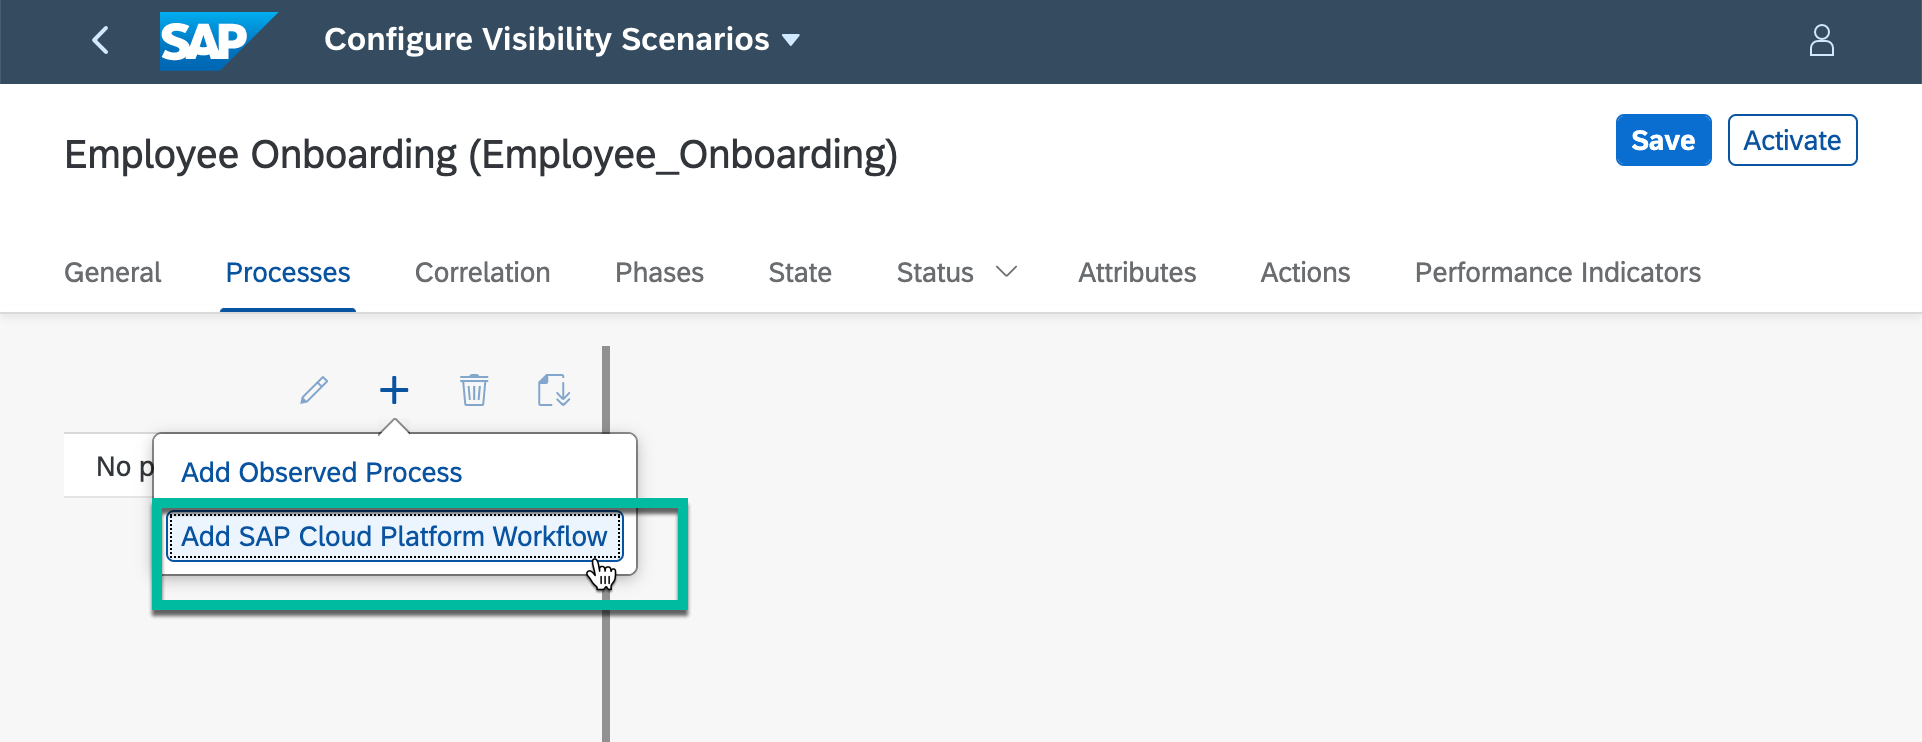 SAP
Configure Visibility Scenarios
Employee Onboarding (Employee_Onboarding)
Save
Activate
General
Processes
Correlation
Phases
State
Status
Attributes
Actions
Performance Indicators
No p
Add Observed Process
Add SAP Cloud Platform Workflow